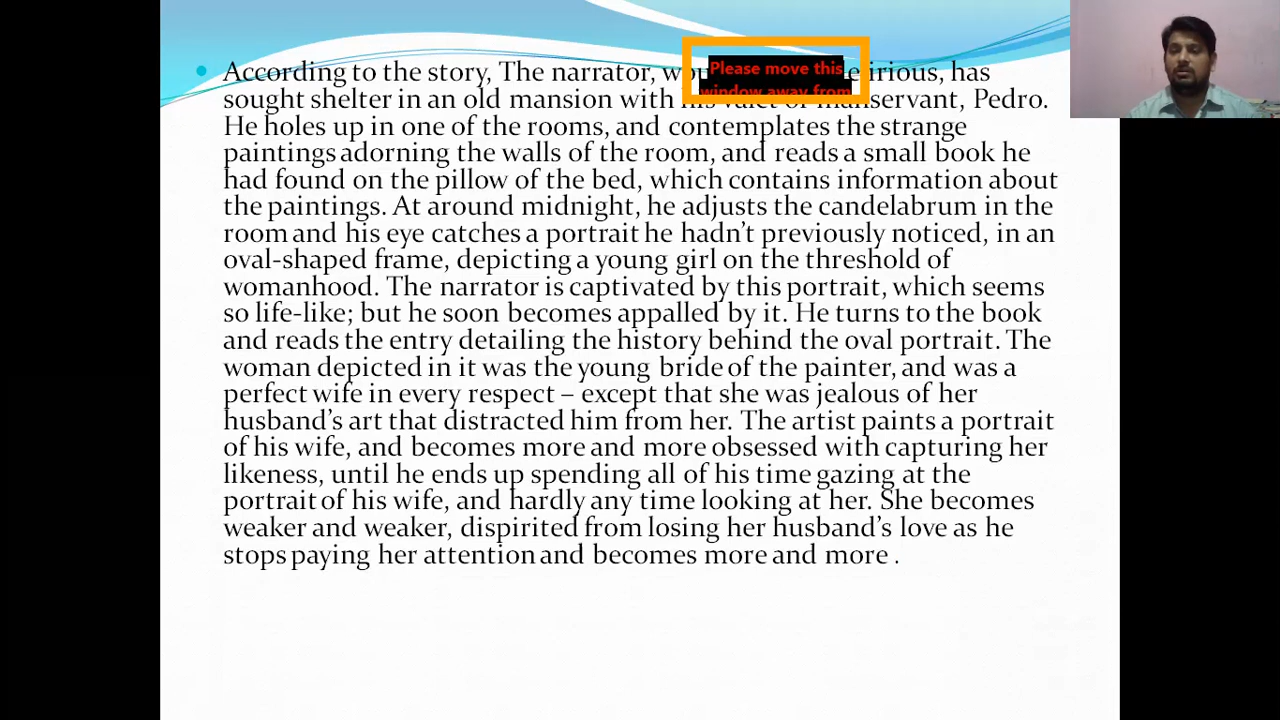 According to the story, The narrator, Please move this irious, has
window away from
sought shelter in an old mansion with his valet or manservant, Pedro.
He holes up in one of the rooms, and contemplates the strange
paintings adorning the walls of the room, and reads a small book he
had found on the pillow of the bed, which contains information about
the paintings. At around midnight, he adjusts the candelabrum in the
room and his eye catches a portrait he hadn't previously noticed, in an
oval-shaped frame, depicting a young girl on the threshold of
womanhood. The narrator is captivated by this portrait, which seems
so life-like; but he soon becomes appalled by it. He turns to the book
and reads the entry detailing the history behind the oval portrait. The
woman depicted in it was the young bride of the painter, and was a
perfect wife in every respect – except that she was jealous of her
husband's art that distracted him from her. The artist paints a portrait
of his wife, and becomes more and more obsessed with capturing her
likeness, until he ends up spending all of his time gazing at the
portrait of his wife, and hardly any time looking at her. She becomes
weaker and weaker, dispirited from losing her husband's love as he
stops paying her attention and becomes more and more .